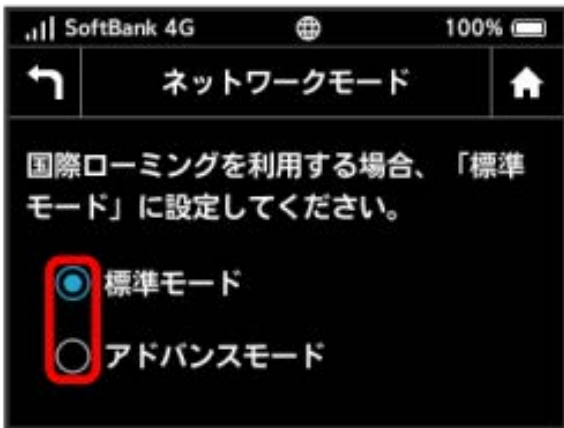 SoftBank 4G 100%
ネットワークモード
国際ローミングを利用する場合、「標準
モード」に設定してください。
標準モード
アドバンスモード